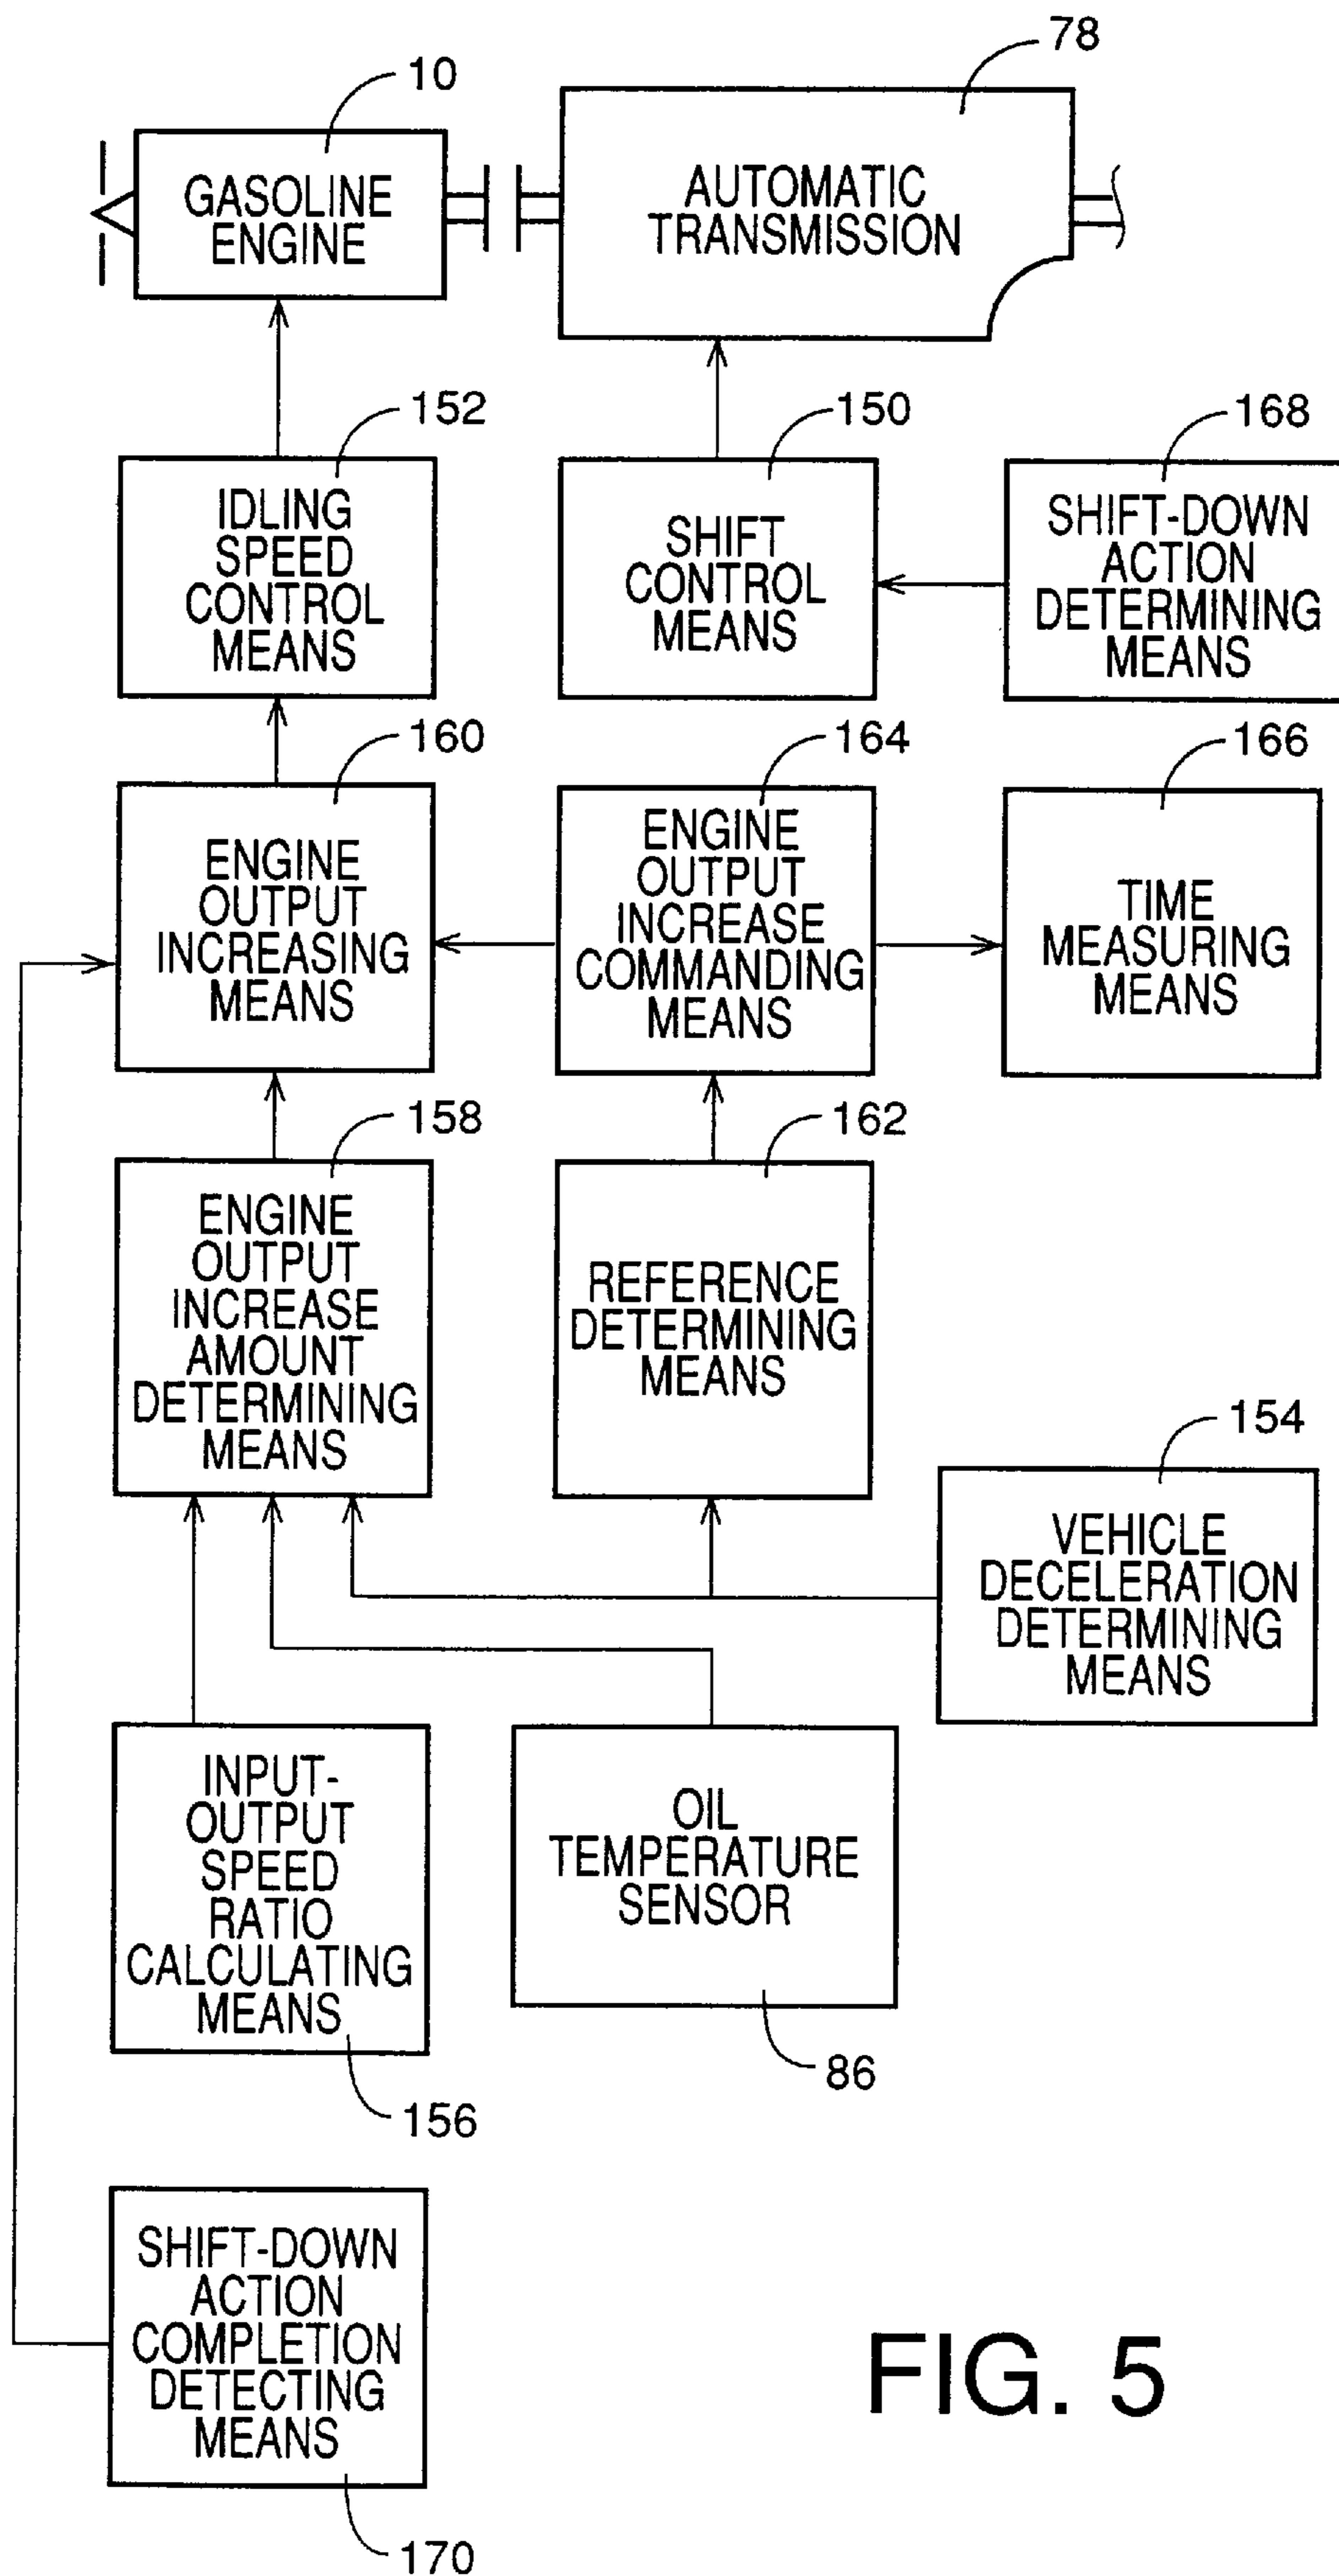 78
10
GASOLINE
ENGINE
AUTOMATIC
TRANSMISSION
152
150
168
IDLING
SPEED
CONTROL
MEANS
SHIFT
CONTROL
MEANS
SHIFT-DOWN
ACTION
DETERMINING
MEANS
160
164
166
ENGINE
OUTPUT
INCREASING
MEANS
ENGINE
OUTPUT
INCREASE
COMMANDING
MEANS
TIME
MEASURING
MEANS
158
162
ENGINE
OUTPUT
INCREASE
AMOUNT
DETERMINING
MEANS
REFERENCE
DETERMINING
MEANS
154
VEHICLE
DECELERATION
DETERMINING
MEANS
INPUT-
OUTPUT
SPEED
RATIO
CALCULATING
MEANS
OIL
TEMPERATURE
SENSOR
86
156
SHIFT-DOWN
ACTION
COMPLETION
DETECTING
MEANS
170
FIG. 5